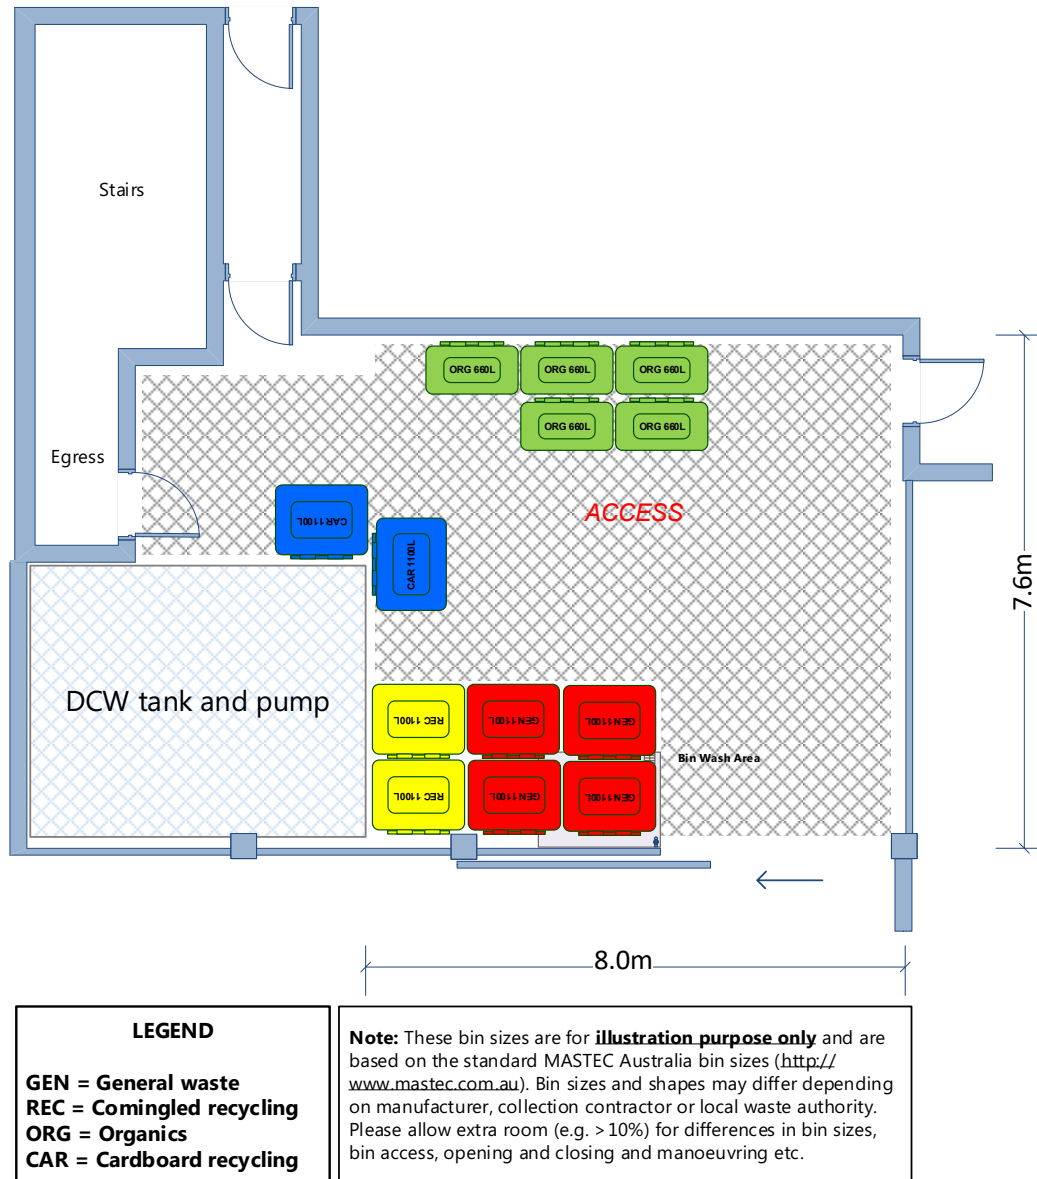 Stairs
ORG 660L
ORG 660L
ORG 660L
ORG 660L
ORG 660L
Egress
ACCESS
CAR 1100L
CAR 1100L
7.6m
DCW tank and pump
REC 1100L
GEN 1100L
GEN 1100L
Bin Wash Area
REC 1100L
GEN 1100L
GEN 1100L
8.0m
LEGEND
GEN = General waste
REC = Comingled recycling
ORG = Organics
CAR = Cardboard recycling
Note: These bin sizes are for illustration purpose only and are
based on the standard MASTEC Australia bin sizes (http://
www.mastec.com.au). Bin sizes and shapes may differ depending
on manufacturer, collection contractor or local waste authority.
Please allow extra room (e.g. >10%) for differences in bin sizes,
bin access, opening and closing and manoeuvring etc.